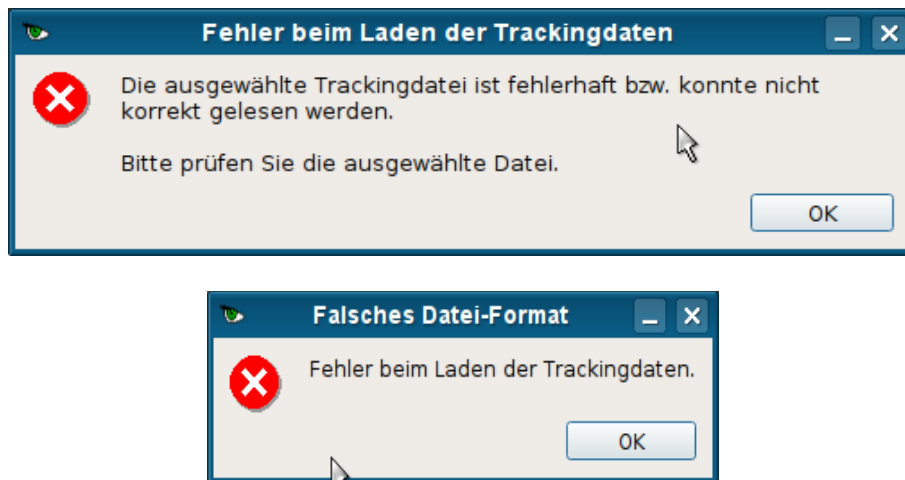 Fehler beim Laden der Trackingdaten
Die ausgewählte Trackingdatei ist fehlerhaft bzw. konnte nicht
korrekt gelesen werden.
Bitte prüfen Sie die ausgewählte Datei.
OK
Falsches Datei-Format
Fehler beim Laden der Trackingdaten.
OK